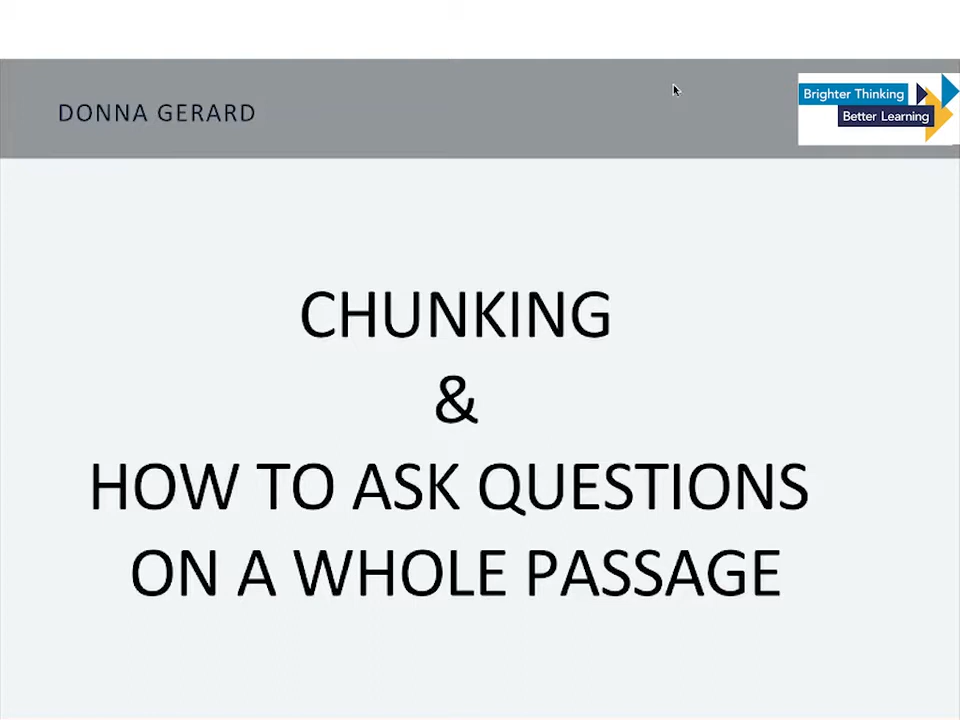 DONNA GERARD
Brighter Thinking
Better Learning
CHUNKING
&
HOW TO ASK QUESTIONS
ON A WHOLE PASSAGE